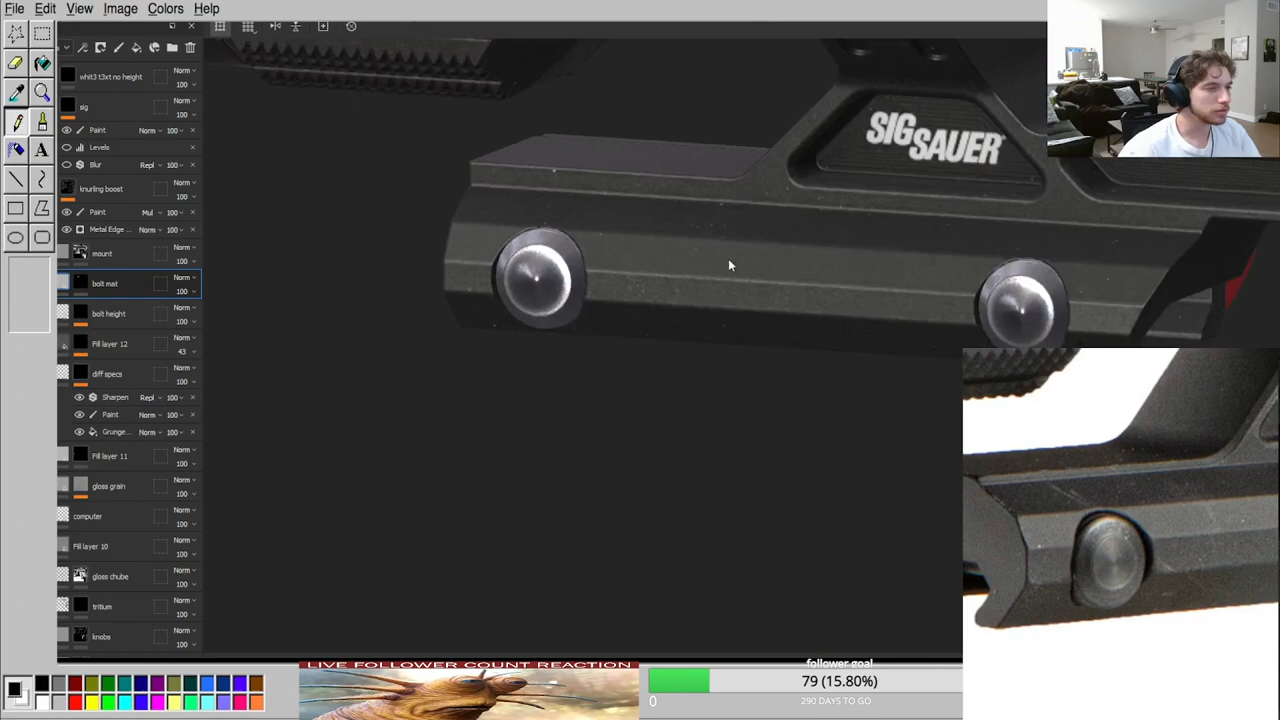 File Edit View Image Colors Help
whit3 t3xt no height Norm
100
sig Norm
100
Paint Norm 100
Levels
Blur Repl 100
knurling boost Norm
100
Paint Mul 100
Metal Edge ... Norm 100
mount Norm
100
bolt mat Norm
100
bolt height Norm
100
Fill layer 12 Norm
43
diff specs Norm
100
Sharpen Repl 100
Paint Norm 100
Grunge... Norm 100
Fill layer 11 Norm
100
gloss grain Norm
100
computer Norm
100
Fill layer 10 Norm
100
gloss chube Norm
100
tritium Norm
100
knobs Norm
100
A
SIG
SAUER
LIVE FOLLOWER COUNT REACTION
follower goal
79 (15.80%)
0
290 DAYS TO GO